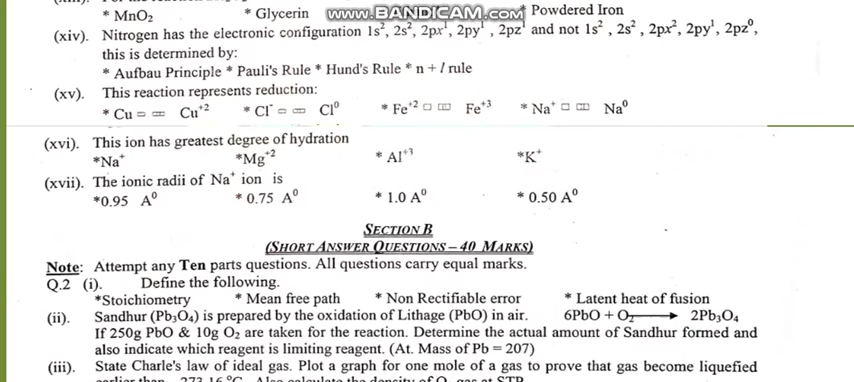 * MnO2 * Glycerin WWW.BANDICAM.com * Powdered Iron
(xiv). Nitrogen has the electronic configuration 1s², 2s², 2px¹, 2py¹ , 2pz¹ and not 1s² , 2s² , 2px², 2py¹, 2pz⁰,
this is determined by:
* Aufbau Principle * Pauli's Rule * Hund's Rule * n + l rule
(xv). This reaction represents reduction:
* Cu Cu⁺² * Cl⁻ Cl⁰ * Fe⁺² Fe⁺³ * Na⁺ Na⁰
(xvi). This ion has greatest degree of hydration
*Na⁺ *Mg⁺² * Al⁺³ *K⁺
(xvii). The ionic radii of Na⁺ ion is
*0.95 A⁰ * 0.75 A⁰ * 1.0 A⁰ * 0.50 A⁰
SECTION B
(SHORT ANSWER QUESTIONS – 40 MARKS)
Note: Attempt any Ten parts questions. All questions carry equal marks.
Q.2 (i). Define the following.
*Stoichiometry * Mean free path * Non Rectifiable error * Latent heat of fusion
(ii). Sandhur (Pb3O4) is prepared by the oxidation of Lithage (PbO) in air. 6PbO + O2 → 2Pb3O4
If 250g PbO & 10g O2 are taken for the reaction. Determine the actual amount of Sandhur formed and
also indicate which reagent is limiting reagent. (At. Mass of Pb = 207)
(iii). State Charle's law of ideal gas. Plot a graph for one mole of a gas to prove that gas become liquefied